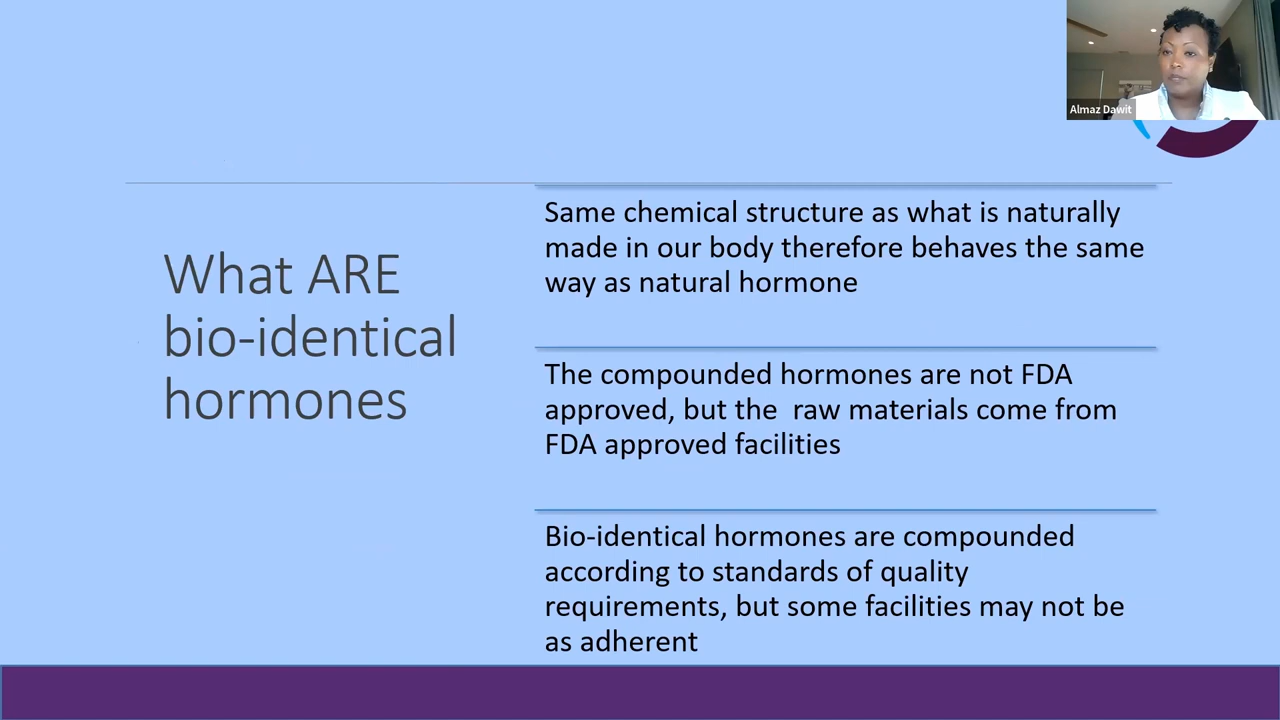 Almaz Dawit
What ARE
bio-identical
hormones
Same chemical structure as what is naturally
made in our body therefore behaves the same
way as natural hormone
The compounded hormones are not FDA
approved, but the  raw materials come from
FDA approved facilities
Bio-identical hormones are compounded
according to standards of quality
requirements, but some facilities may not be
as adherent